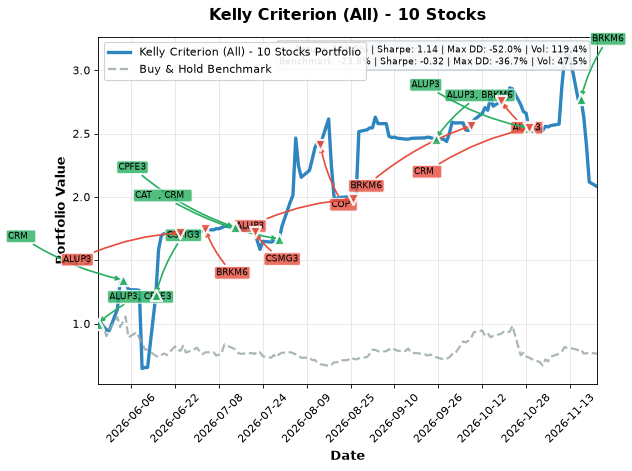 Kelly Criterion (All) - 10 Stocks
BRKM6
Kelly Criterion (All) - 10 Stocks Portfolio
Buy & Hold Benchmark
| Sharpe: 1.14 | Max DD: -52.0% | Vol: 119.4%
| Sharpe: -0.32 | Max DD: -36.7% | Vol: 47.5%
3.0
ALUP3
ALUP3, BRKM6
2.5
CPFE3
CRM
BRKM6
CAT , CRM
2.0
COP
Portfolio Value
CRM
ALUP3
CSMG3
ALUP3
BRKM6
CSMG3
ALUP3, CPFE3
1.0
2026-06-06
2026-06-22
2026-07-08
2026-07-24
2026-08-09
2026-08-25
2026-09-10
2026-09-26
2026-10-12
2026-10-28
2026-11-13
Date